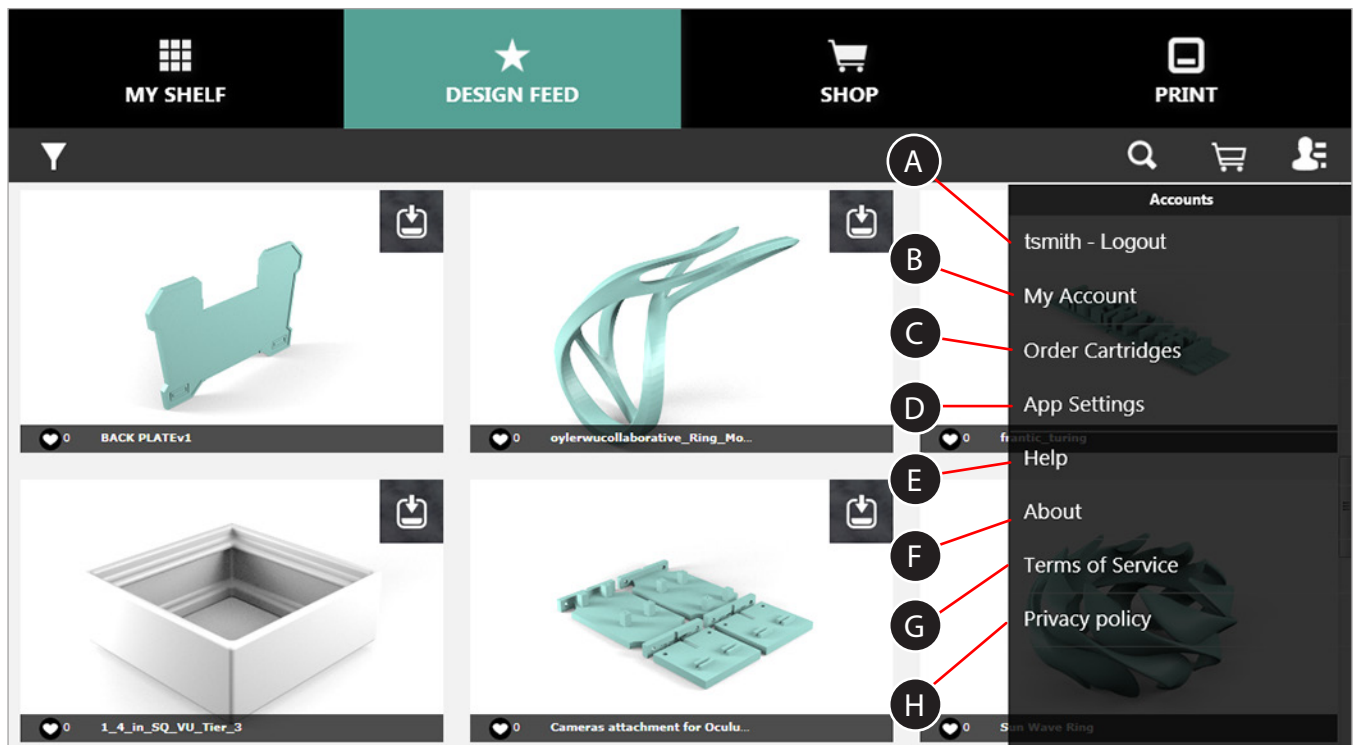 MY SHELF
DESIGN FEED
SHOP
PRINT
A
Accounts
tsmith - Logout
B
My Account
C
Order Cartridges
D
App Settings
0 BACK PLATEv1
0 oylerwucollaborative_Ring_Mo...
0 frantic_turing
E
Help
F
About
G
Terms of Service
H
Privacy policy
0 1_4_in_SQ_VU_Tier_3
0 Cameras attachment for Oculu...
0 Sun Wave Ring